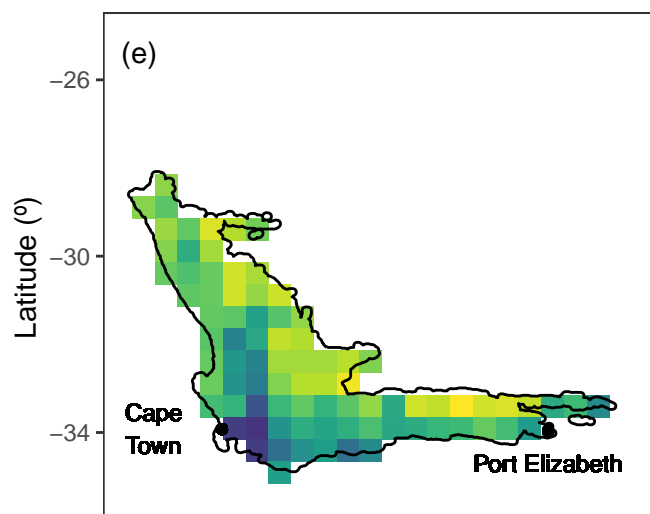 (e)
−26
−30
−34
Latitude (º)
Cape
Town
Port Elizabeth